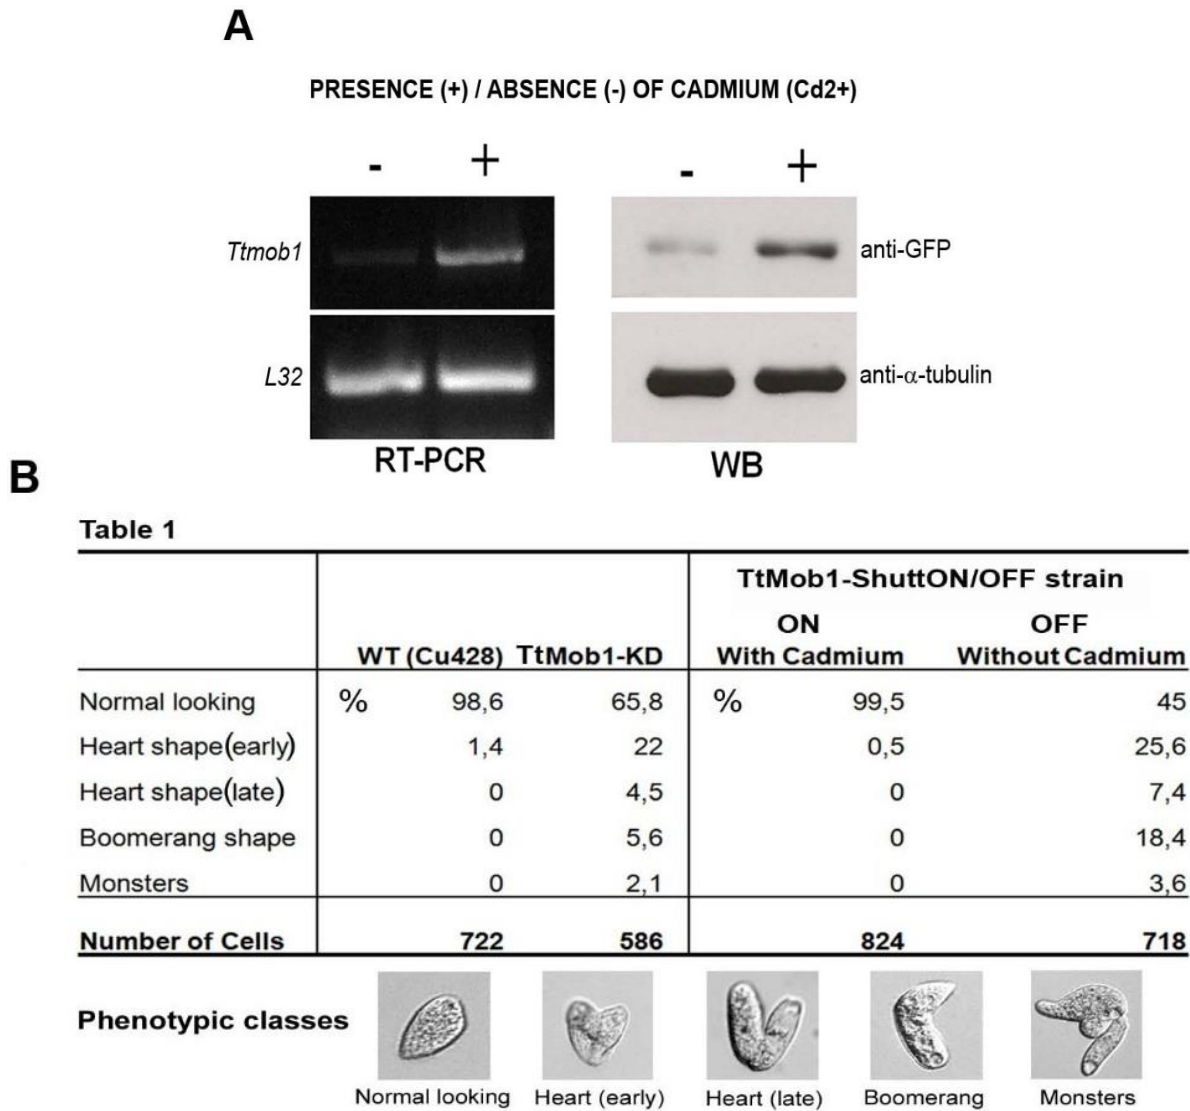 A
PRESENCE (+) / ABSENCE (-) OF CADMIUM (Cd2+)
- + - +
Ttmob1 anti-GFP
L32 anti-α-tubulin
RT-PCR WB
B
Table 1
TtMob1-ShuttON/OFF strain
ON OFF
WT (Cu428) TtMob1-KD With Cadmium Without Cadmium
Normal looking % 98,6 65,8 % 99,5 45
Heart shape(early) 1,4 22 0,5 25,6
Heart shape(late) 0 4,5 0 7,4
Boomerang shape 0 5,6 0 18,4
Monsters 0 2,1 0 3,6
Number of Cells 722 586 824 718
Phenotypic classes
Normal looking Heart (early) Heart (late) Boomerang Monsters